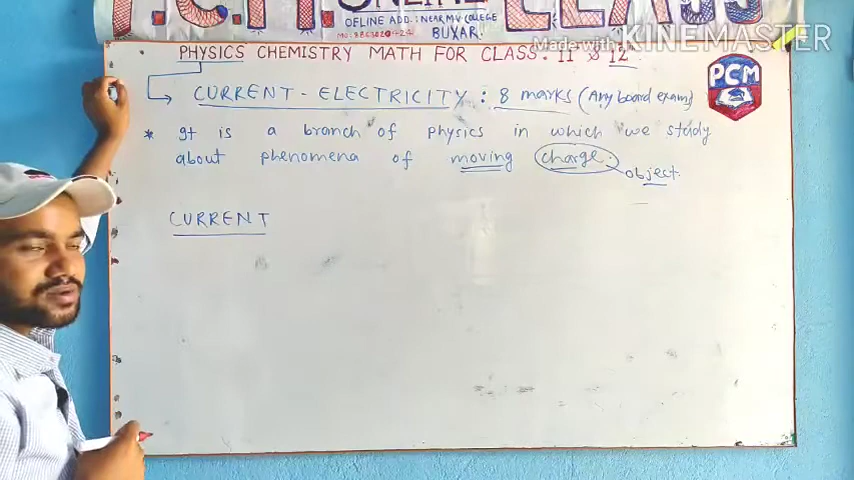 P.C.M ONLINE CLASS
OFLINE ADD.: NEAR M.V COLLEGE
BUXAR.
Made with KINEMASTER
PHYSICS CHEMISTRY MATH FOR CLASS. 11 & 12
PCM
CURRENT - ELECTRICITY : 8 marks (Any board exam)
* It is a branch of physics in which we study
about phenomena of moving charge.
object.
CURRENT